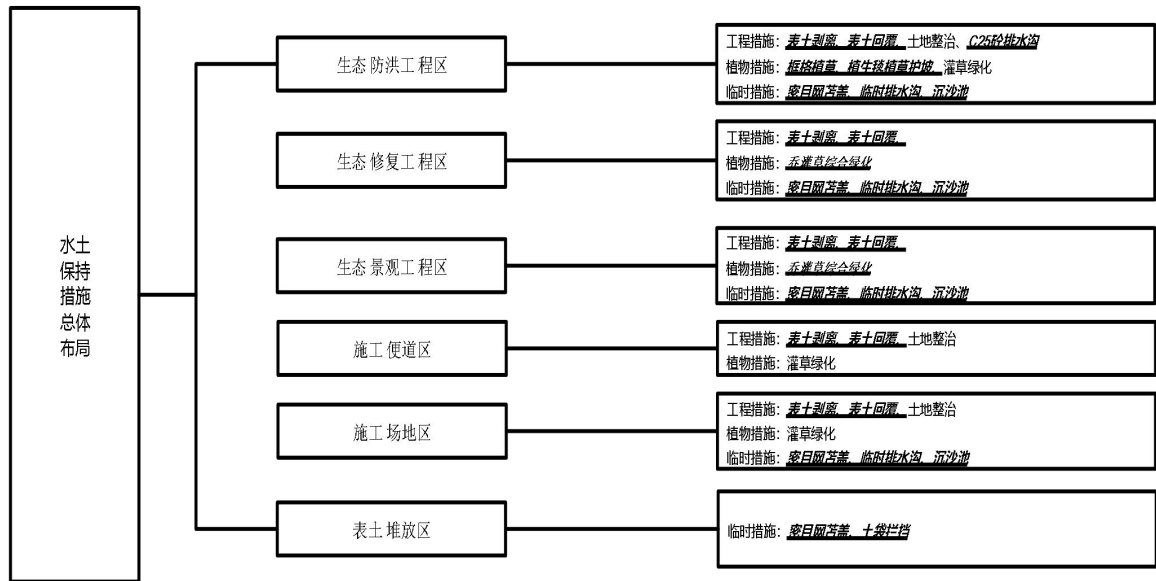 水土
保持
措施
总体
布局
生态防洪工程区
工程措施：表土剥离、表土回覆、土地整治、C25砼排水沟
植物措施：框格植草、植生毯植草护坡、灌草绿化
临时措施：密目网苫盖、临时排水沟、沉沙池
生态修复工程区
工程措施：表土剥离、表土回覆、
植物措施：乔灌草综合绿化
临时措施：密目网苫盖、临时排水沟、沉沙池
生态景观工程区
工程措施：表土剥离、表土回覆、
植物措施：乔灌草综合绿化
临时措施：密目网苫盖、临时排水沟、沉沙池
施工便道区
工程措施：表土剥离、表土回覆、土地整治
植物措施：灌草绿化
施工场地区
工程措施：表土剥离、表土回覆、土地整治
植物措施：灌草绿化
临时措施：密目网苫盖、临时排水沟、沉沙池
表土堆放区
临时措施：密目网苫盖、土袋拦挡